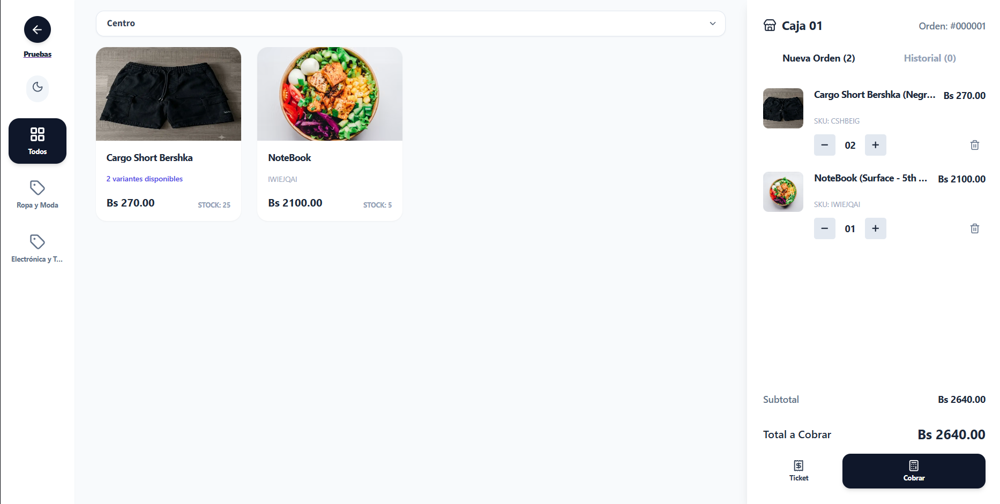 Pruebas
Todos
Ropa y Moda
Electrónica y T...
Centro
Cargo Short Bershka
2 variantes disponibles
Bs 270.00
STOCK: 25
NoteBook
IWIEJQAI
Bs 2100.00
STOCK: 5
Caja 01
Orden: #000001
Nueva Orden (2)
Historial (0)
Cargo Short Bershka (Negr...
Bs 270.00
SKU: CSHBEIG
02
NoteBook (Surface - 5th ...
Bs 2100.00
SKU: IWIEJQAI
01
Subtotal
Bs 2640.00
Total a Cobrar
Bs 2640.00
Ticket
Cobrar